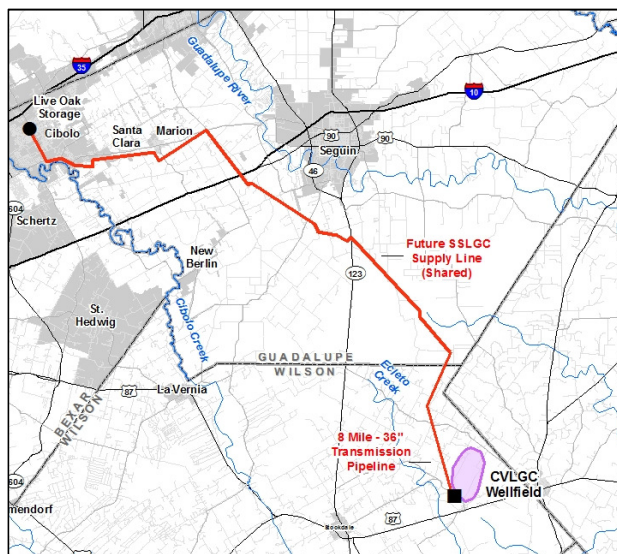 35
Guadalupe River
10
Live Oak
Storage
Cibolo
Santa
Clara
Marion
90
90
Seguin
46
604
Schertz
New
Berlin
Future SSLGC
Supply Line
(Shared)
123
St.
Hedwig
Cibolo Creek
GUADALUPE
WILSON
Ecleto
Creek
87
La Vernia
BEXAR
WILSON
8 Mile - 36"
Transmission
Pipeline
CVLGC
Wellfield
604
mendorf
87
Stockdale